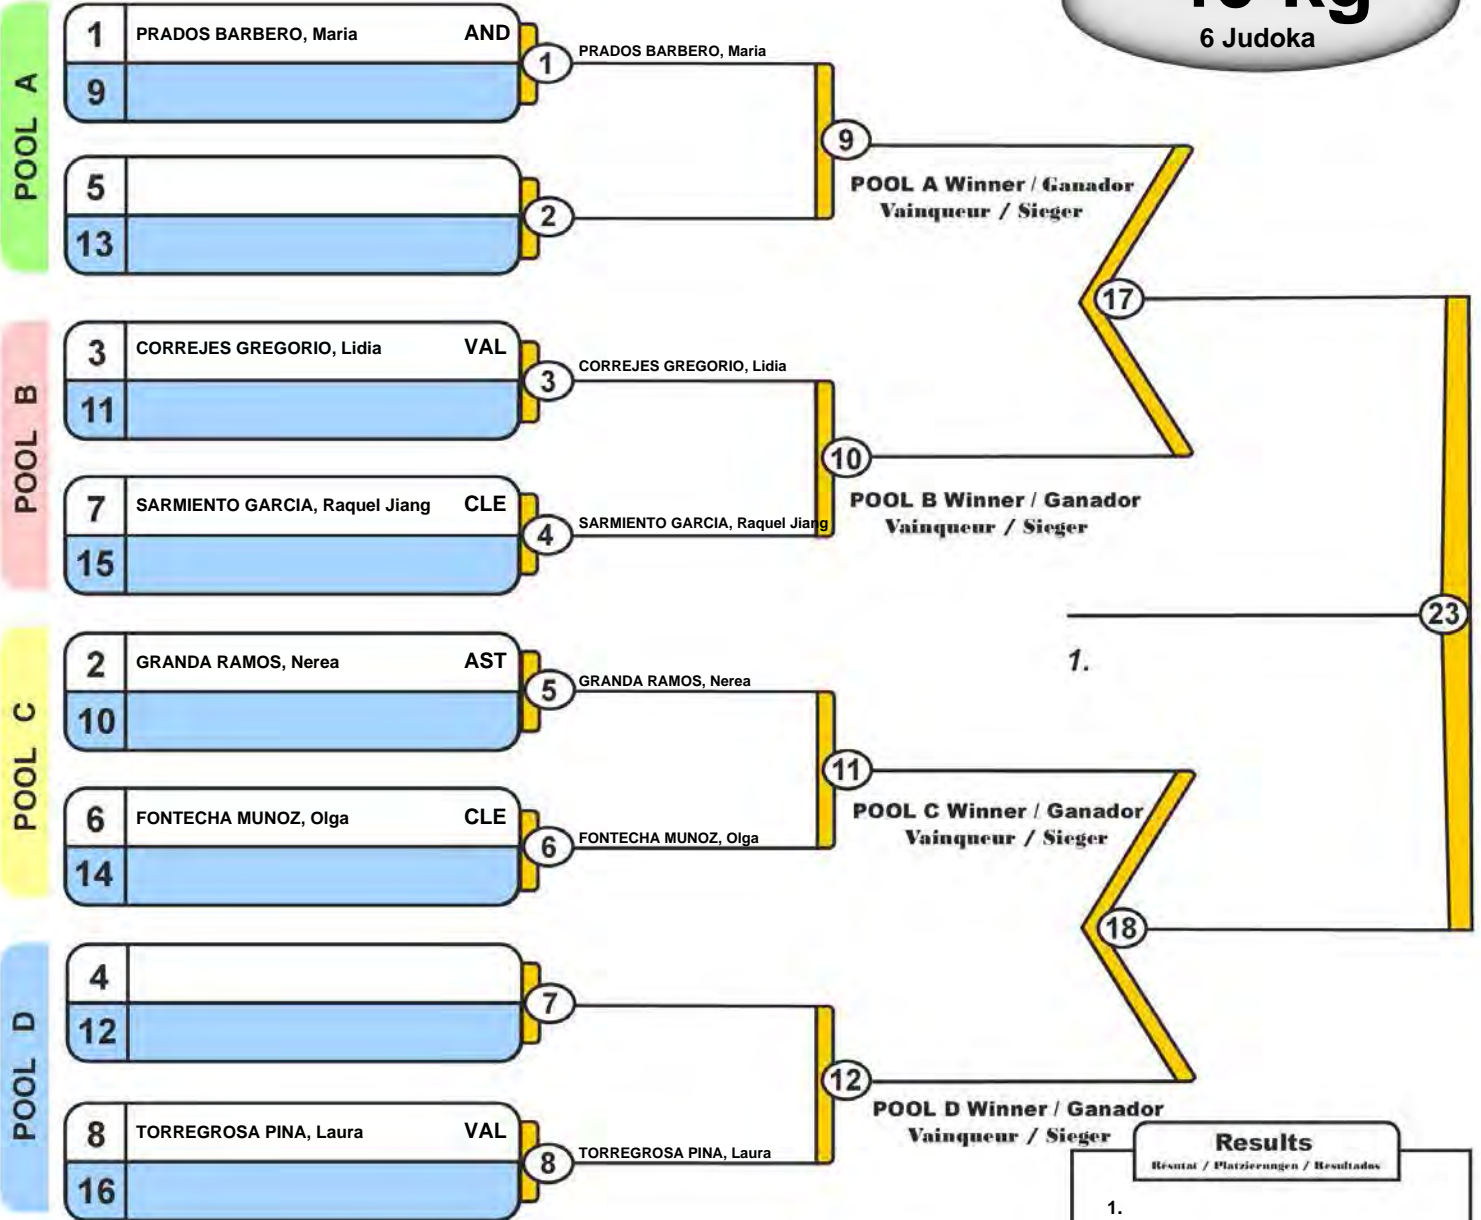 6 Judoka
POOL A
1 PRADOS BARBERO, Maria AND
9
1
PRADOS BARBERO, Maria
5
13
2
9
POOL A Winner / Ganador
Vainqueur / Sieger
17
POOL B
3 CORREJES GREGORIO, Lidia VAL
11
3
CORREJES GREGORIO, Lidia
7 SARMIENTO GARCIA, Raquel Jiang CLE
15
4
SARMIENTO GARCIA, Raquel Jiang
10
POOL B Winner / Ganador
Vainqueur / Sieger
23
1.
POOL C
2 GRANDA RAMOS, Nerea AST
10
5
GRANDA RAMOS, Nerea
6 FONTECHA MUNOZ, Olga CLE
14
6
FONTECHA MUNOZ, Olga
11
POOL C Winner / Ganador
Vainqueur / Sieger
18
POOL D
4
12
7
8 TORREGROSA PINA, Laura VAL
16
8
TORREGROSA PINA, Laura
12
POOL D Winner / Ganador
Vainqueur / Sieger
Results
Résutat / Platzierungen / Resultados
1.